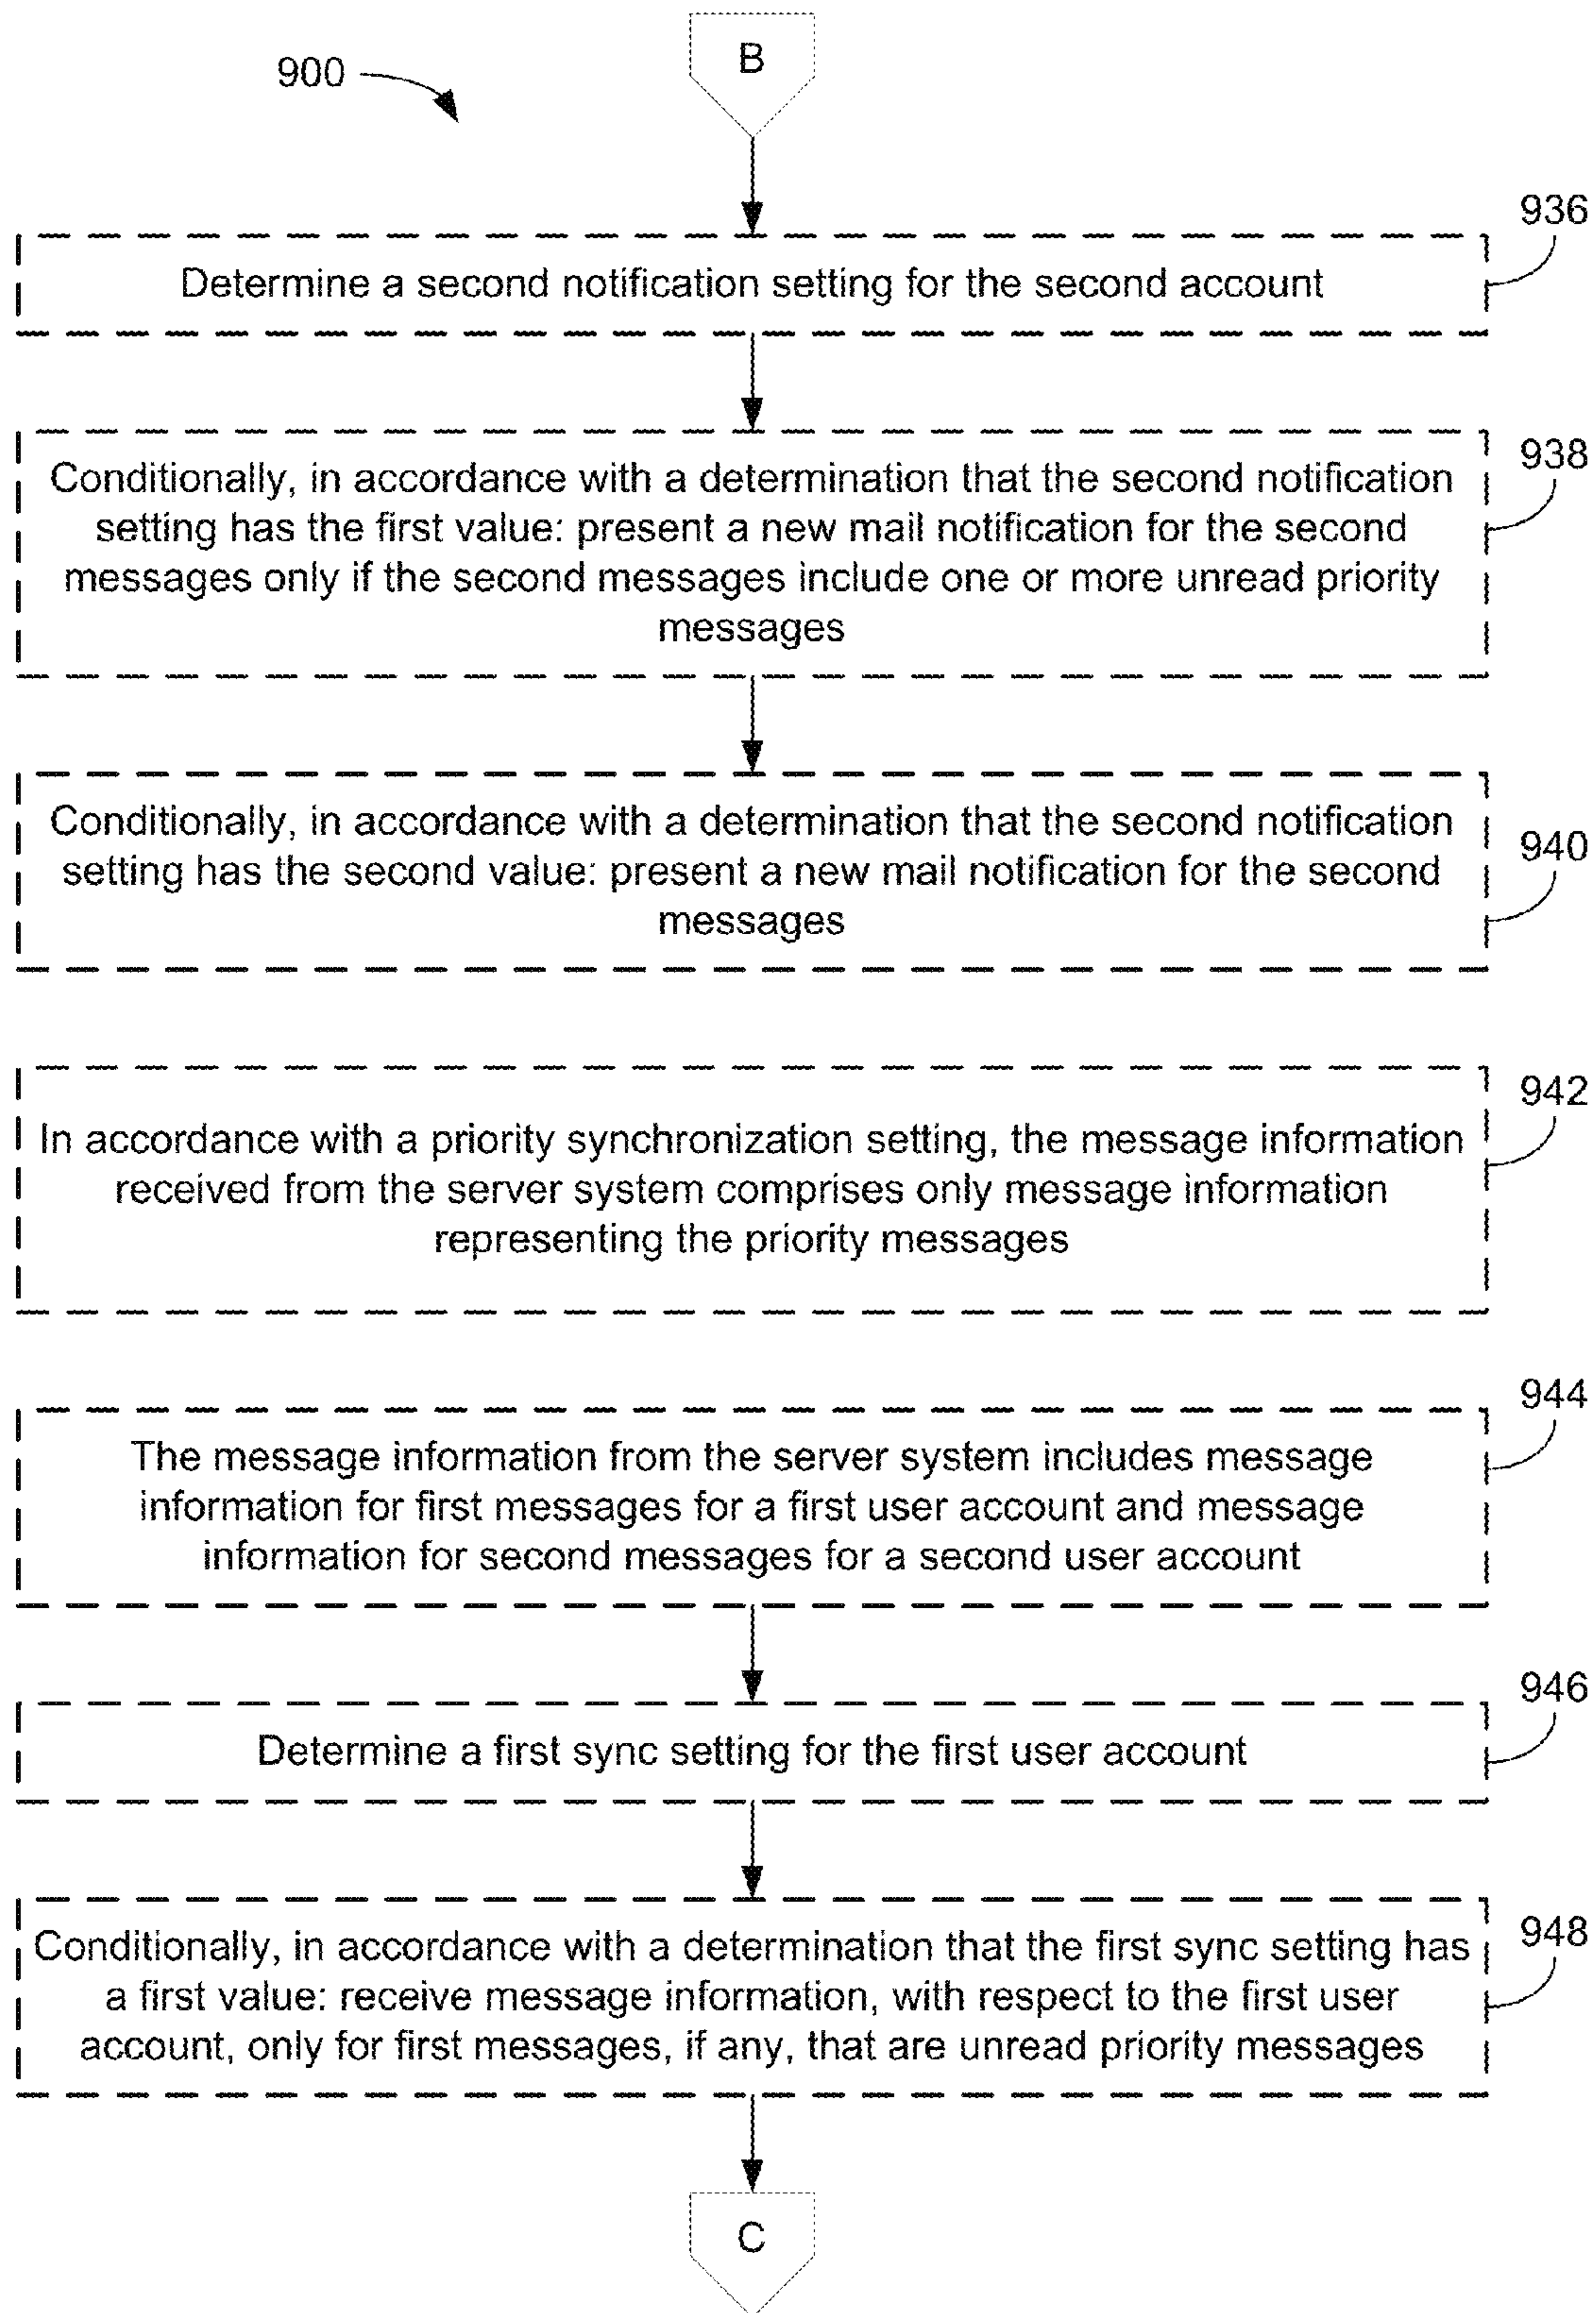 B
900
936
Determine a second notification setting for the second account
938
Conditionally, in accordance with a determination that the second notification
setting has the first value: present a new mail notification for the second
messages only if the second messages include one or more unread priority
messages
Conditionally, in accordance with a determination that the second notification
setting has the second value: present a new mail notification for the second
messages
940
942
In accordance with a priority synchronization setting, the message information
received from the server system comprises only message information
representing the priority messages
944
The message information from the server system includes message
information for first messages for a first user account and message
information for second messages for a second user account
946
Determine a first sync setting for the first user account
948
Conditionally, in accordance with a determination that the first sync setting has
a first value: receive message information, with respect to the first user
account, only for first messages, if any, that are unread priority messages
C